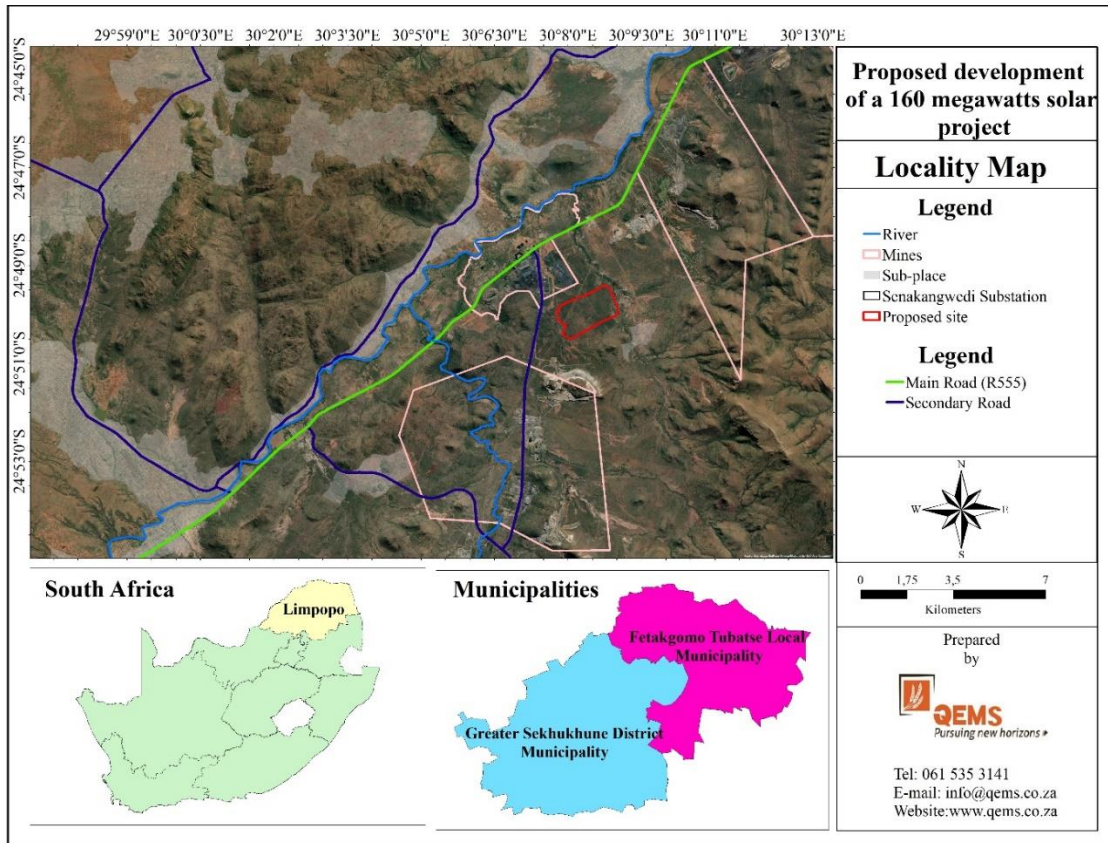 29°59'0"E 30°0'30"E 30°2'0"E 30°3'30"E 30°5'0"E 30°6'30"E 30°8'0"E 30°9'30"E 30°11'0"E 30°13'0"E
24°45'0"S
24°47'0"S
24°49'0"S
24°51'0"S
24°53'0"S
Proposed development
of a 160 megawatts solar
project
Locality Map
Legend
River
Mines
Sub-place
Senakangwedi Substation
Proposed site
Legend
Main Road (R555)
Secondary Road
N
W E
S
0 1,75 3,5 7
Kilometers
Prepared
by
QEMS
Pursuing new horizons
Tel: 061 535 3141
E-mail: info@qems.co.za
Website:www.qems.co.za
South Africa
Limpopo
Municipalities
Fetakgomo Tubatse Local
Municipality
Greater Sekhukhune District
Municipality